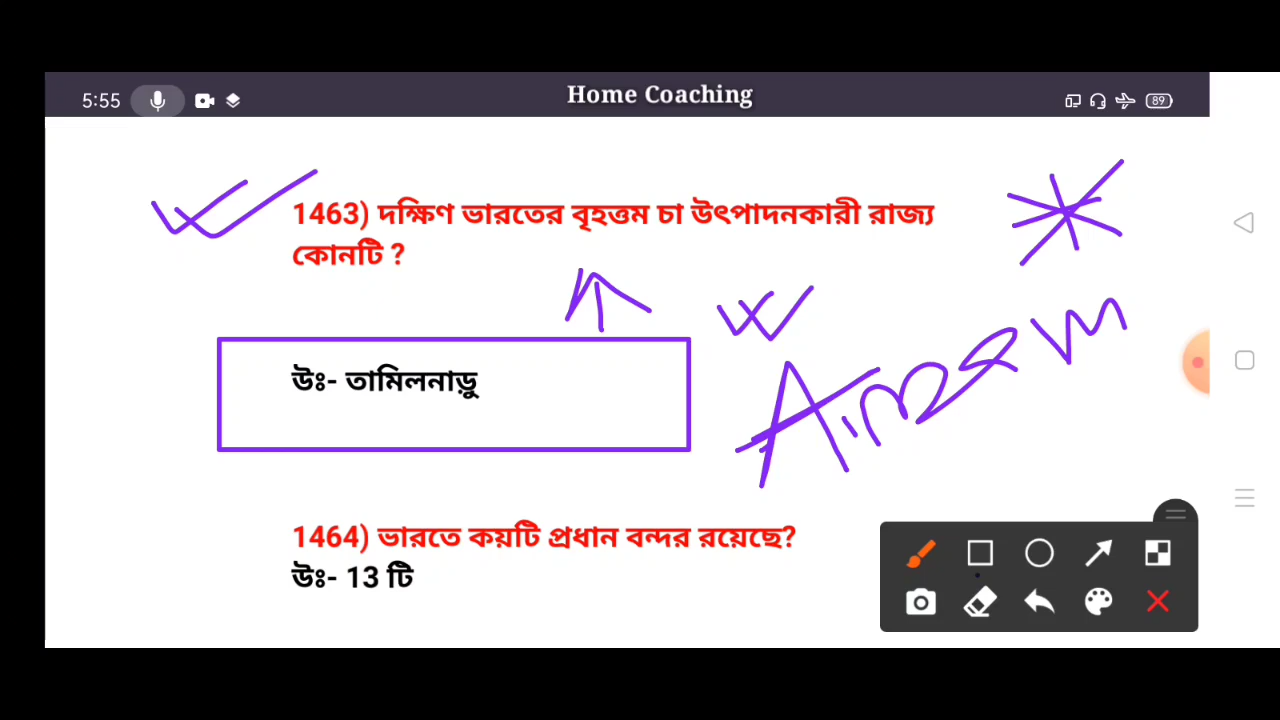 5:55
Home Coaching
89
1463) দক্ষিণ ভারতের বৃহত্তম চা উৎপাদনকারী রাজ্য
কোনটি ?
উঃ- তামিলনাড়ু
1464) ভারতে কয়টি প্রধান বন্দর রয়েছে?
উঃ- 13 টি